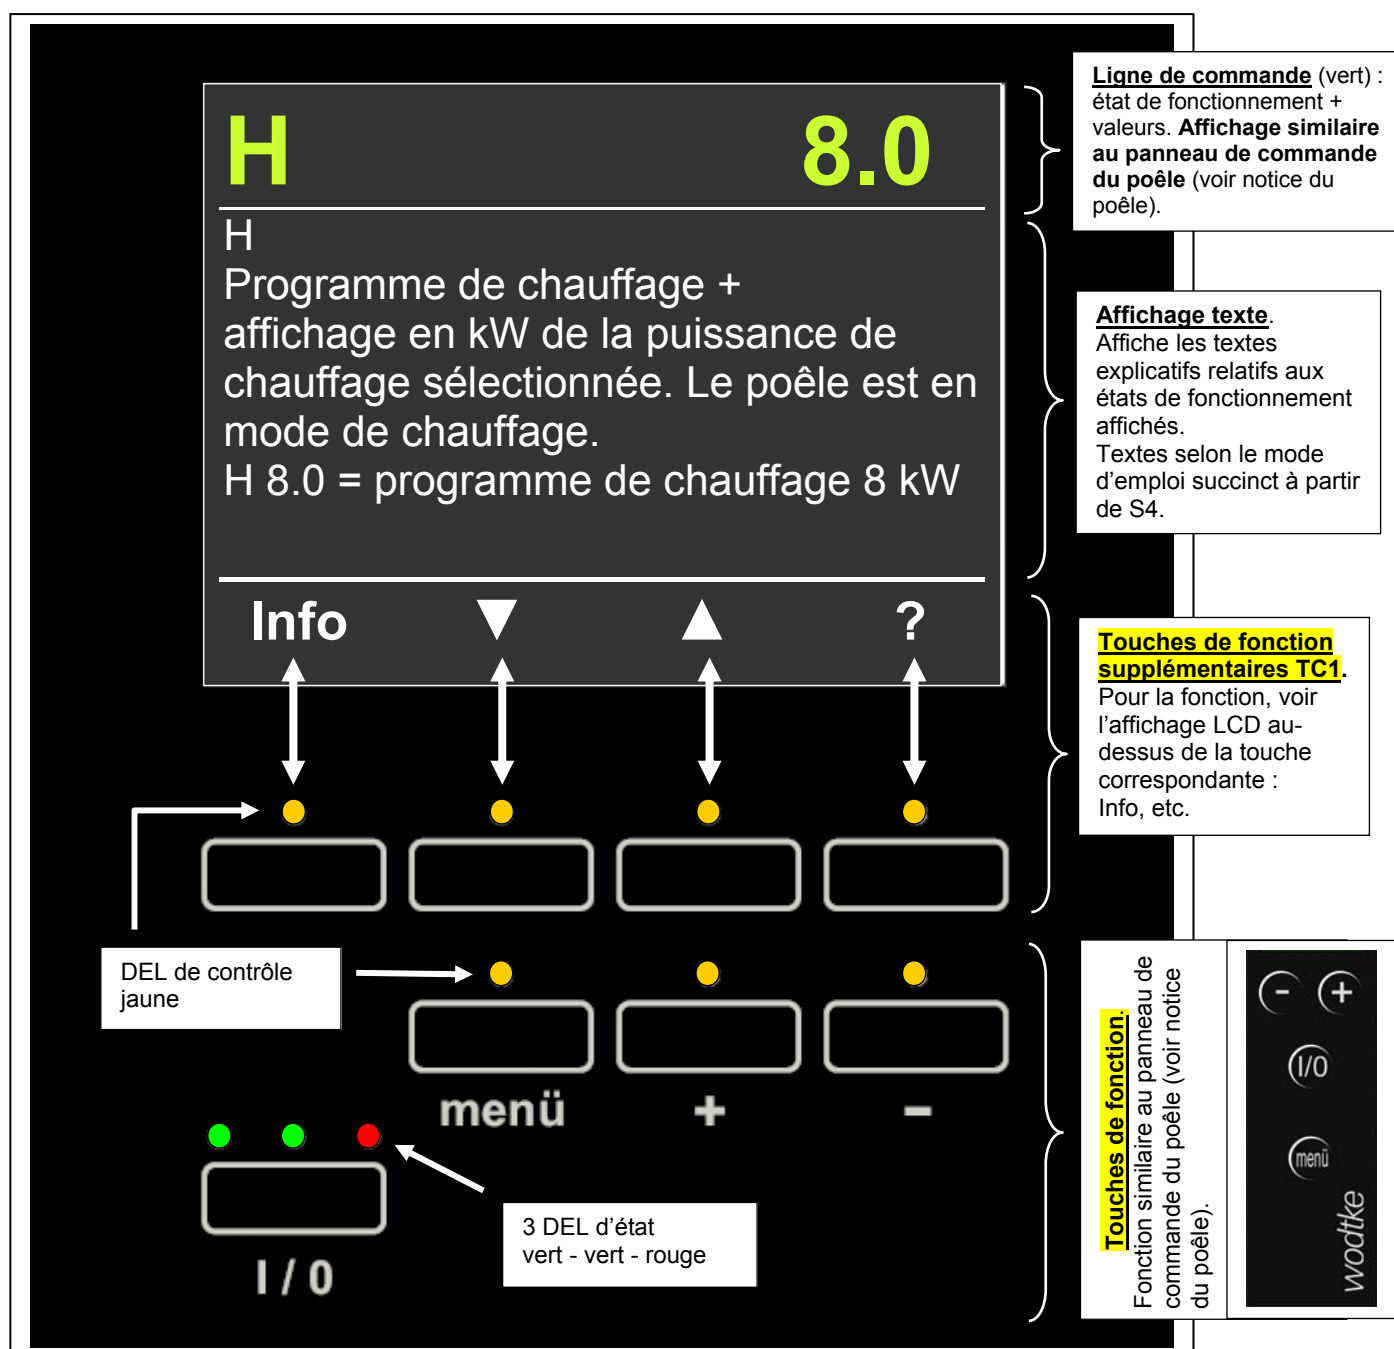 H 8.0
H
Programme de chauffage +
affichage en kW de la puissance de
chauffage sélectionnée. Le poêle est en
mode de chauffage.
H 8.0 = programme de chauffage 8 kW
Info ▼ ▲ ?
Ligne de commande (vert) :
état de fonctionnement +
valeurs. Affichage similaire
au panneau de commande
du poêle (voir notice du
poêle).
Affichage texte.
Affiche les textes
explicatifs relatifs aux
états de fonctionnement
affichés.
Textes selon le mode
d'emploi succinct à partir
de S4.
Touches de fonction
supplémentaires TC1.
Pour la fonction, voir
l'affichage LCD au-
dessus de la touche
correspondante :
Info, etc.
DEL de contrôle
jaune
menü + -
3 DEL d'état
vert - vert - rouge
I / 0
Touches de fonction.
Fonction similaire au panneau de
commande du poêle (voir notice
du poêle).
- +
I/0
menü
wodtke